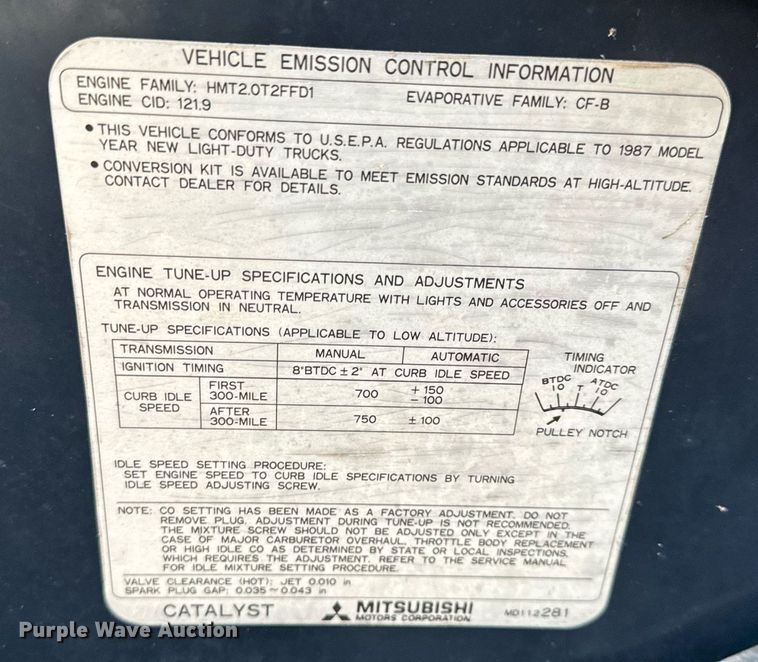 VEHICLE EMISSION CONTROL INFORMATION
ENGINE FAMILY: HMT2.0T2FFD1 EVAPORATIVE FAMILY: CF-B
ENGINE CID: 121.9
• THIS VEHICLE CONFORMS TO U.S.E.P.A. REGULATIONS APPLICABLE TO 1987 MODEL
YEAR NEW LIGHT-DUTY TRUCKS.
• CONVERSION KIT IS AVAILABLE TO MEET EMISSION STANDARDS AT HIGH-ALTITUDE.
CONTACT DEALER FOR DETAILS.
ENGINE TUNE-UP SPECIFICATIONS AND ADJUSTMENTS
AT NORMAL OPERATING TEMPERATURE WITH LIGHTS AND ACCESSORIES OFF AND
TRANSMISSION IN NEUTRAL.
TUNE-UP SPECIFICATIONS (APPLICABLE TO LOW ALTITUDE):
TRANSMISSION MANUAL AUTOMATIC
IGNITION TIMING 8°BTDC ± 2° AT CURB IDLE SPEED
CURB IDLE SPEED FIRST 300-MILE 700 + 150 - 100
AFTER 300-MILE 750 ± 100
TIMING
INDICATOR
BTDC ATDC
10 T 10
PULLEY NOTCH
IDLE SPEED SETTING PROCEDURE:
SET ENGINE SPEED TO CURB IDLE SPECIFICATIONS BY TURNING
IDLE SPEED ADJUSTING SCREW.
NOTE: CO SETTING HAS BEEN MADE AS A FACTORY ADJUSTMENT. DO NOT
REMOVE PLUG. ADJUSTMENT DURING TUNE-UP IS NOT RECOMMENDED.
THE MIXTURE SCREW SHOULD NOT BE ADJUSTED ONLY EXCEPT IN THE
CASE OF MAJOR CARBURETOR OVERHAUL, THROTTLE BODY REPLACEMENT
OR HIGH IDLE CO AS DETERMINED BY STATE OR LOCAL INSPECTIONS,
WHICH REQUIRES THE ADJUSTMENT. REFER TO THE SERVICE MANUAL
FOR IDLE MIXTURE SETTING PROCEDURE.
VALVE CLEARANCE (HOT): JET 0.010 in
SPARK PLUG GAP: 0.035 ~ 0.043 in
CATALYST MITSUBISHI MOTORS CORPORATION MD112281
Purple Wave Auction